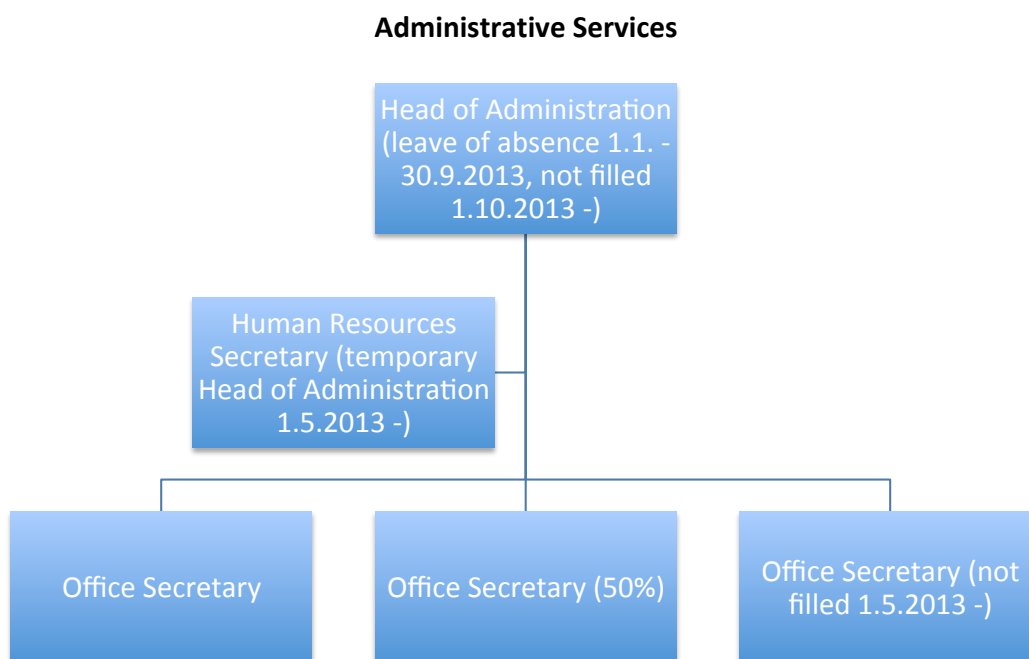 Administrative Services
Head of Administration
(leave of absence 1.1. -
30.9.2013, not filled
1.10.2013 -)
Human Resources
Secretary (temporary
Head of Administration
1.5.2013 -)
Office Secretary
Office Secretary (50%)
Office Secretary (not
filled 1.5.2013 -)